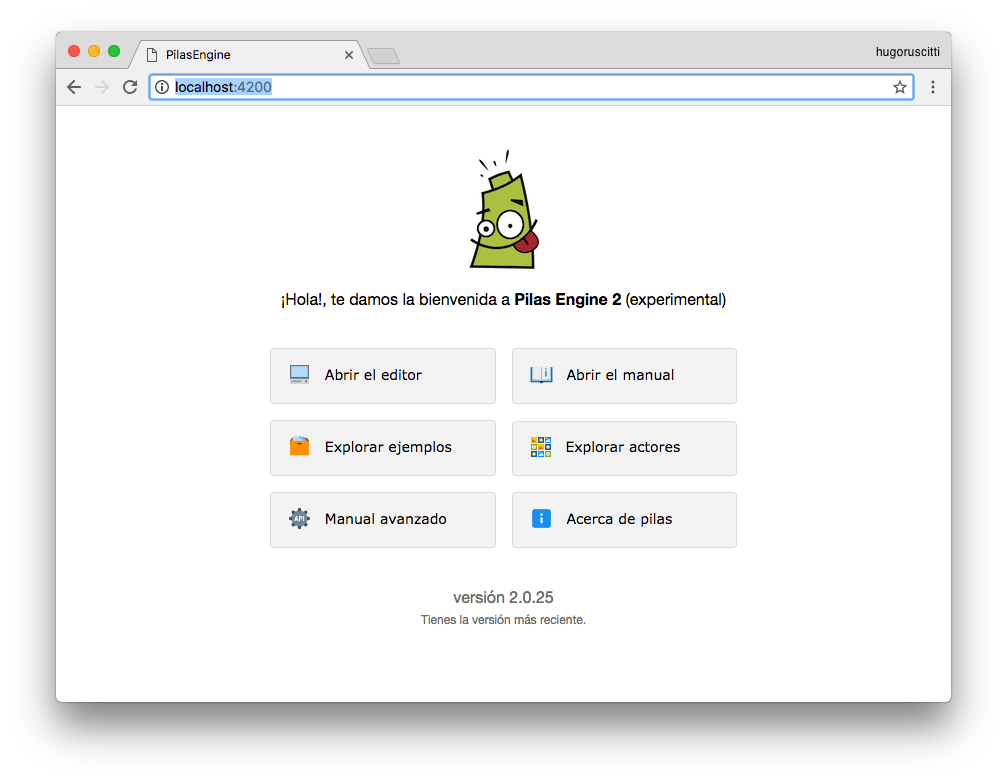 PilasEngine
hugoruscitti
localhost:4200
¡Hola!, te damos la bienvenida a Pilas Engine 2 (experimental)
Abrir el editor
Abrir el manual
Explorar ejemplos
Explorar actores
API
Manual avanzado
Acerca de pilas
versión 2.0.25
Tienes la versión más reciente.